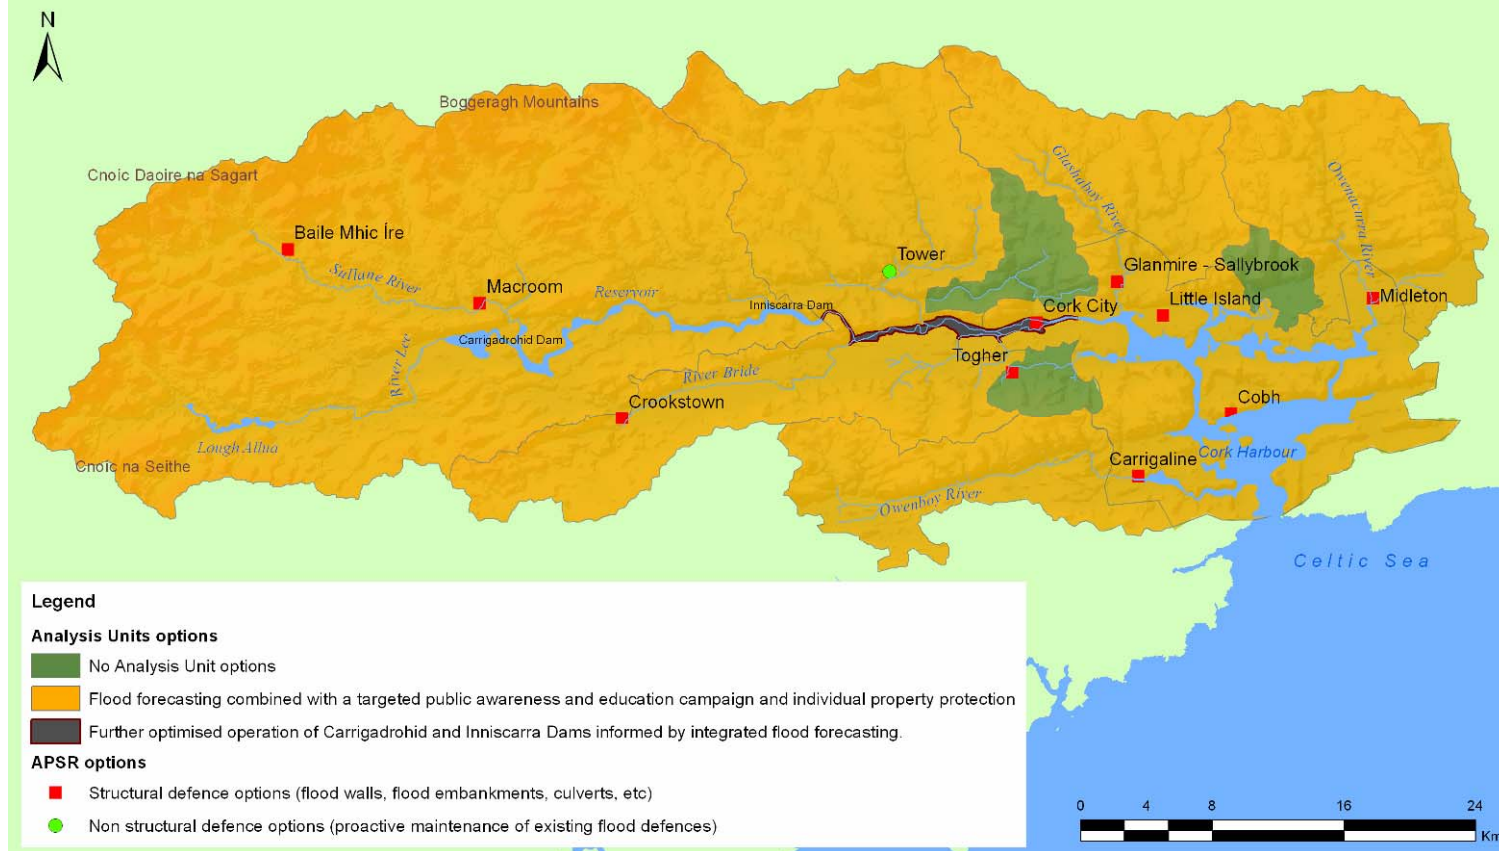 N
Boggeragh Mountains
Cnoic Daoire na Sagart
Glashaboy River
Owenacurra River
Baile Mhic Íre
Tower
Sullane River
Glanmire - Sallybrook
Macroom
Reservoir
Inniscarra Dam
Cork City
Little Island
Midleton
Carrigadrohid Dam
River Lee
Togher
River Bride
Crookstown
Cobh
Lough Allua
Cnoic na Seithe
Carrigaline
Cork Harbour
Owenboy River
Celtic Sea
Legend
Analysis Units options
No Analysis Unit options
Flood forecasting combined with a targeted public awareness and education campaign and individual property protection
Further optimised operation of Carrigadrohid and Inniscarra Dams informed by integrated flood forecasting.
APSR options
Structural defence options (flood walls, flood embankments, culverts, etc)
Non structural defence options (proactive maintenance of existing flood defences)
0 4 8 16 24
Km